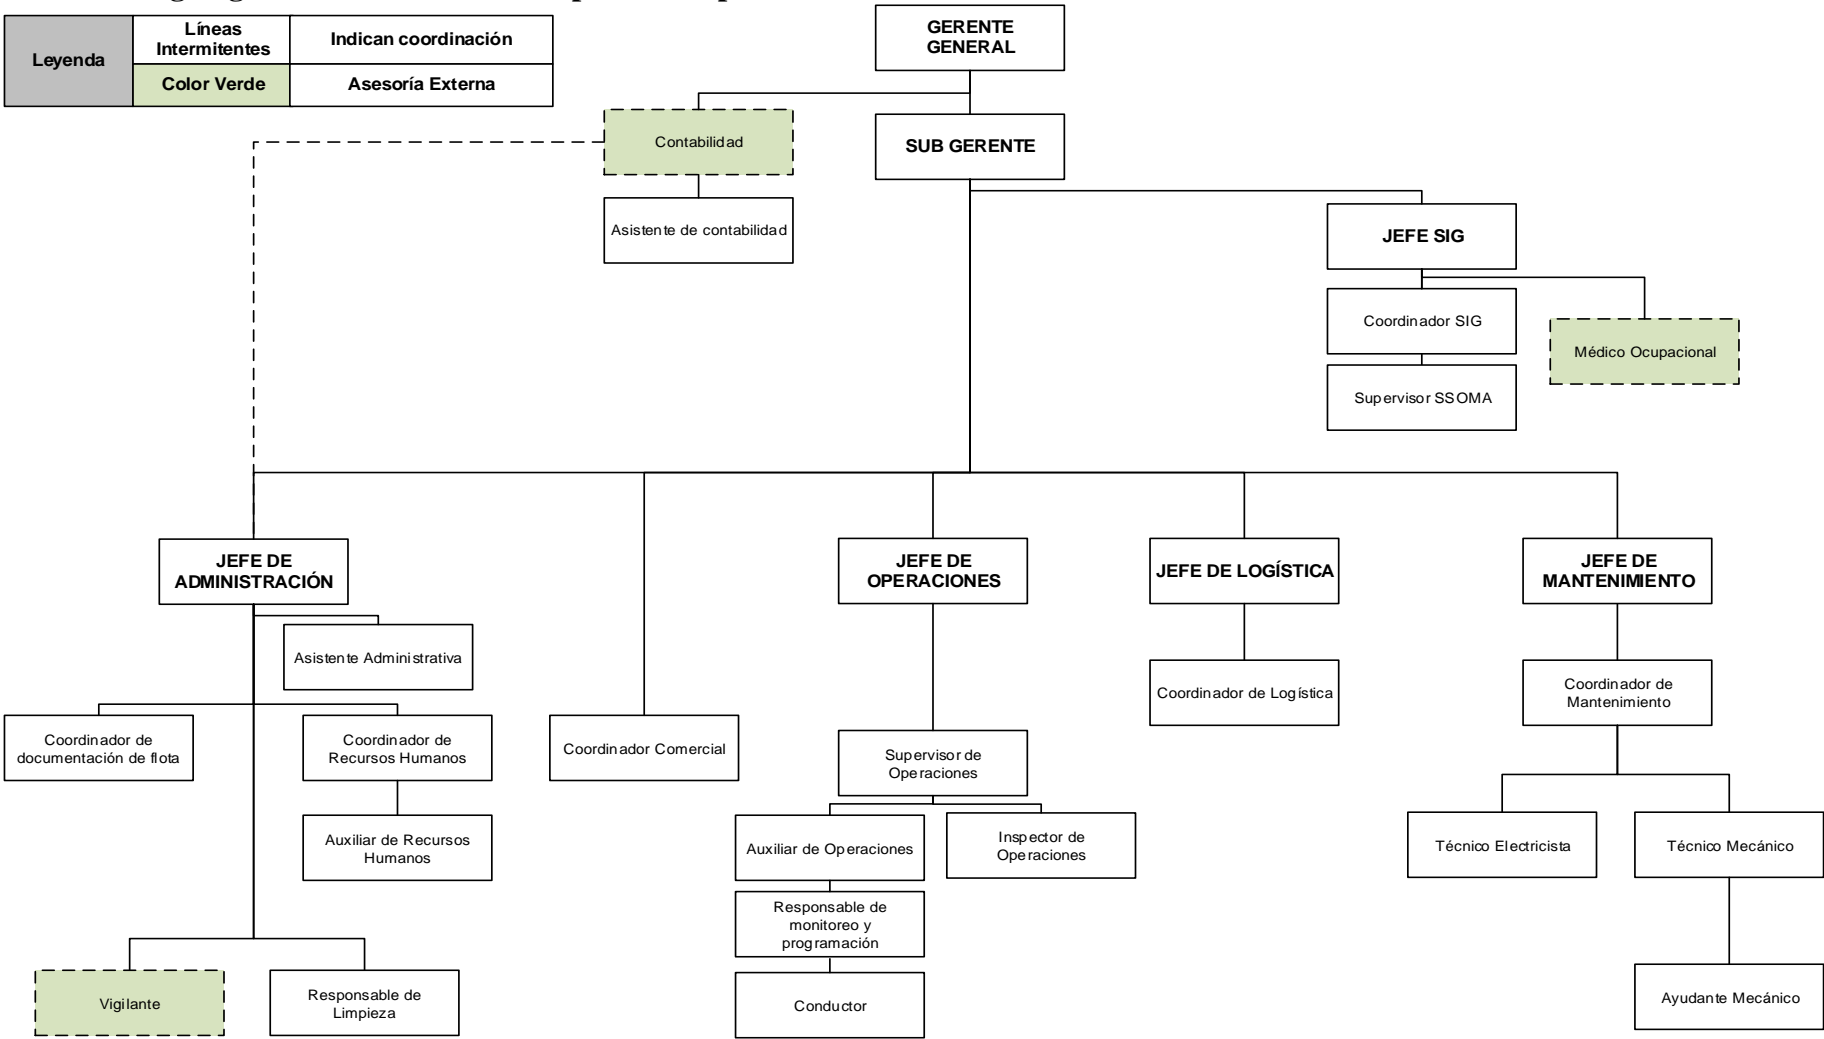 Leyenda
Líneas
Intermitentes
Indican coordinación
Color Verde
Asesoría Externa
GERENTE
GENERAL
Contabilidad
SUB GERENTE
Asistente de contabilidad
JEFE SIG
Coordinador SIG
Médico Ocupacional
Supervisor SSOMA
JEFE DE
ADMINISTRACIÓN
JEFE DE
OPERACIONES
JEFE DE LOGÍSTICA
JEFE DE
MANTENIMIENTO
Asistente Administrativa
Coordinador de Logística
Coordinador de
Mantenimiento
Coordinador de
documentación de flota
Coordinador de
Recursos Humanos
Coordinador Comercial
Supervisor de
Operaciones
Auxiliar de Recursos
Humanos
Auxiliar de Operaciones
Inspector de
Operaciones
Técnico Electricista
Técnico Mecánico
Responsable de
monitoreo y
programación
Vigilante
Responsable de
Limpieza
Conductor
Ayudante Mecánico